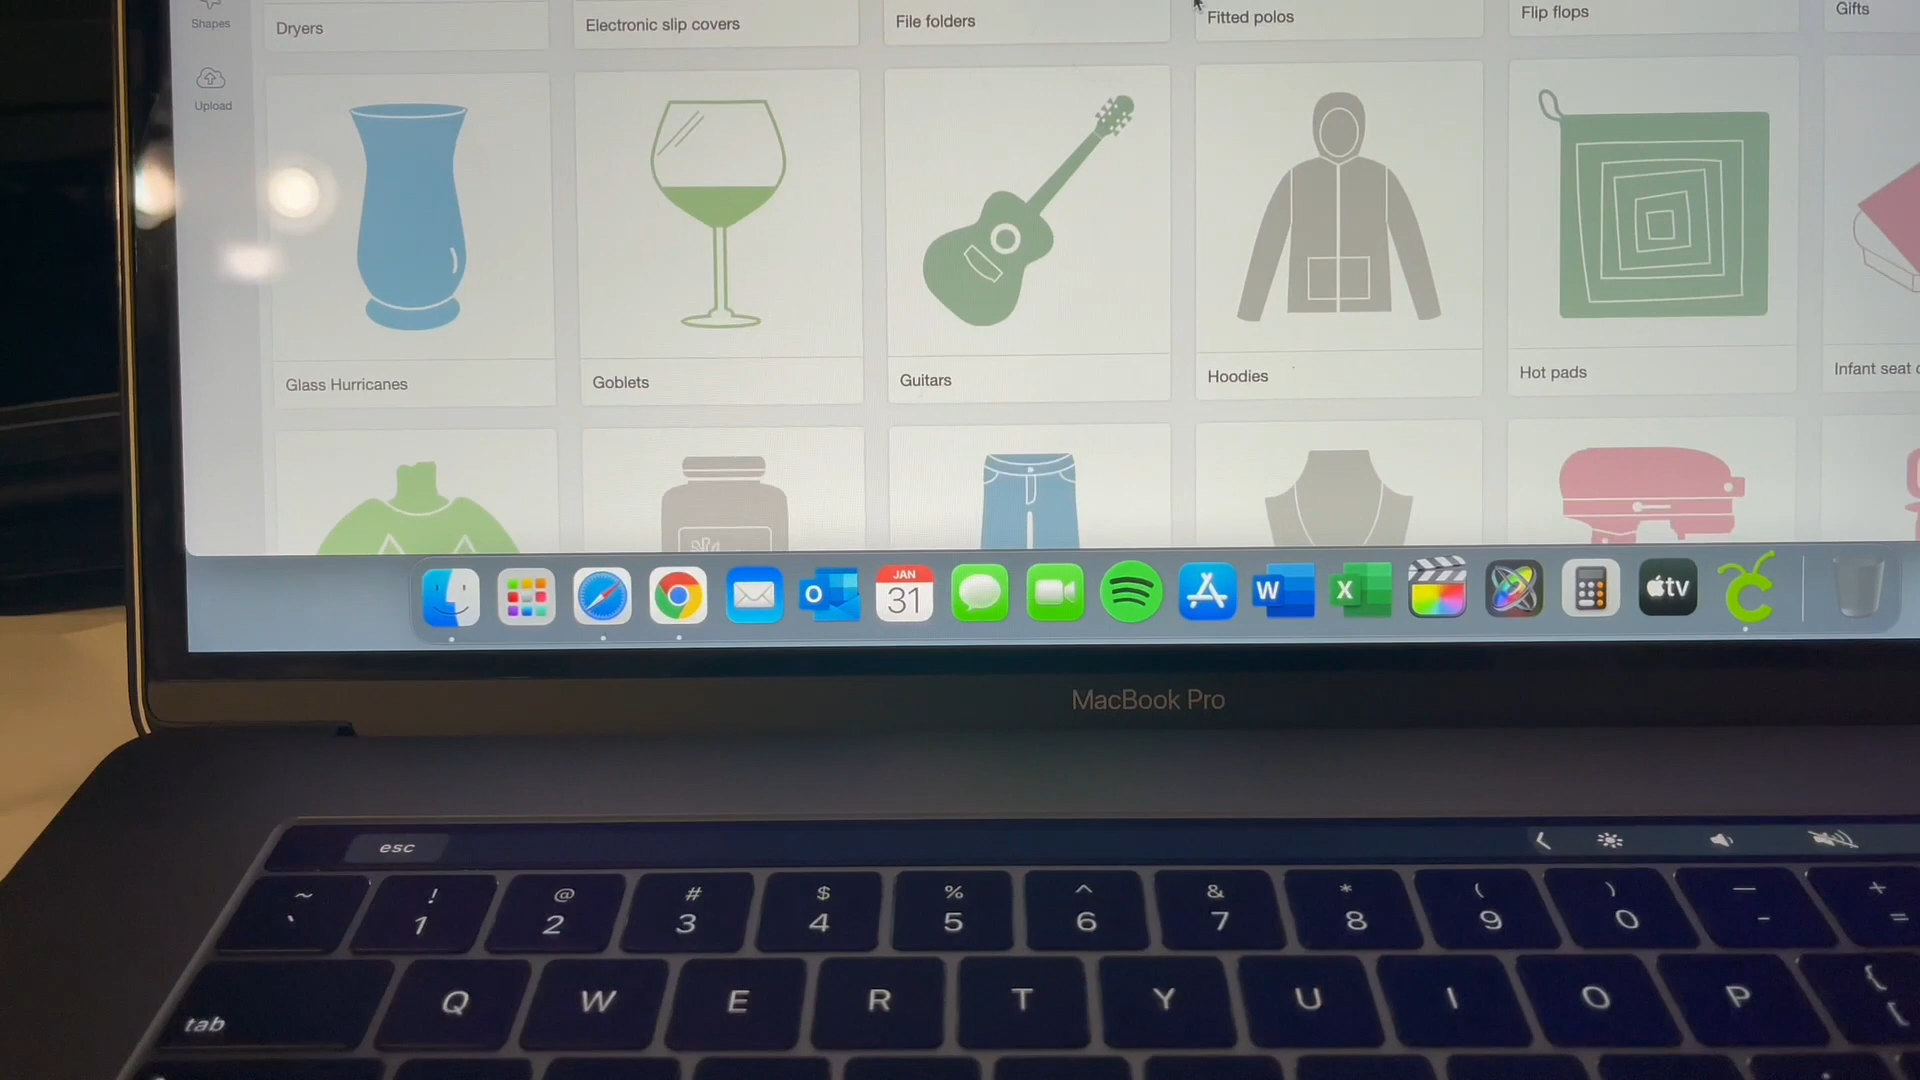 Shapes
Dryers
Electronic slip covers
File folders
Fitted polos
Flip flops
Gifts
Upload
Glass Hurricanes
Goblets
Guitars
Hoodies
Hot pads
Infant seat
JAN
31
O
W
X
tv
MacBook Pro
esc
~ ! @ # $ % ^ & * ( ) — +
` 1 2 3 4 5 6 7 8 9 0 - =
tab Q W E R T Y U I O P { [